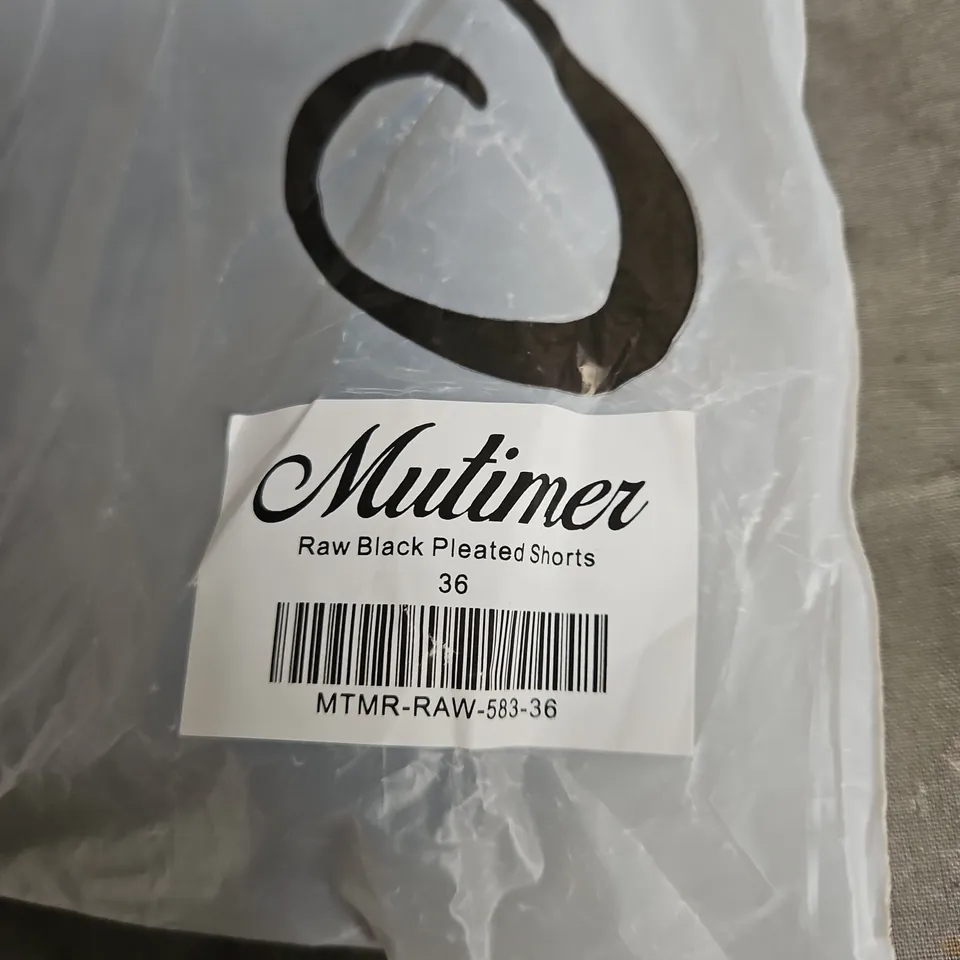 Mutimer
Raw Black Pleated Shorts
36
MTMR-RAW-583-36